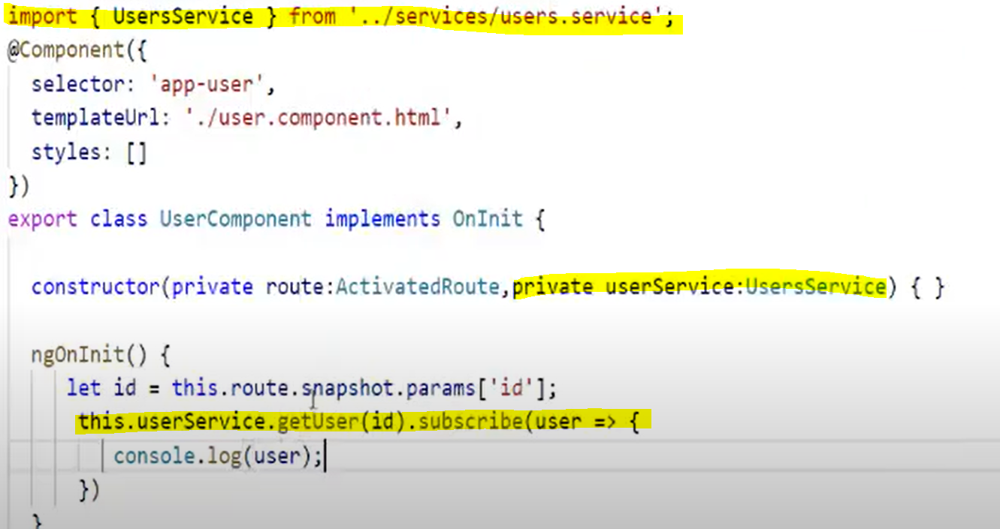 import { UsersService } from '../services/users.service';
@Component({
  selector: 'app-user',
  templateUrl: './user.component.html',
  styles: []
})
export class UserComponent implements OnInit {
  constructor(private route:ActivatedRoute,private userService:UsersService) { }
  ngOnInit() {
    let id = this.route.snapshot.params['id'];
    this.userService.getUser(id).subscribe(user => {
      console.log(user);
    })
  }